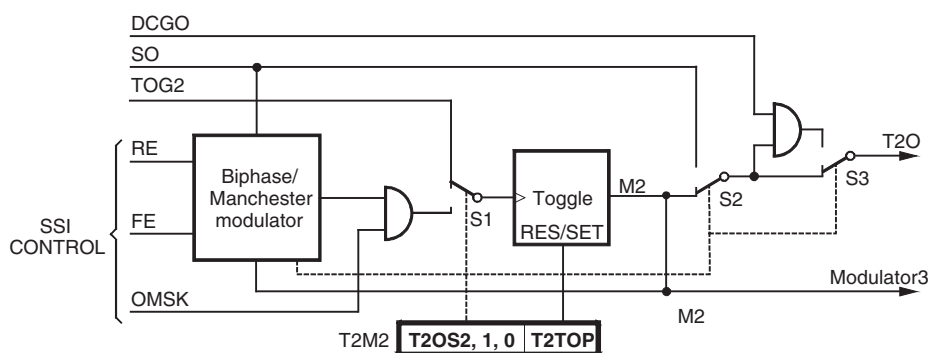 DCGO
SO
TOG2
RE
FE
SSI
CONTROL
OMSK
Biphase/
Manchester
modulator
S1
Toggle
RES/SET
M2
S2
S3
T2O
Modulator3
M2
T2M2
T2OS2, 1, 0
T2TOP